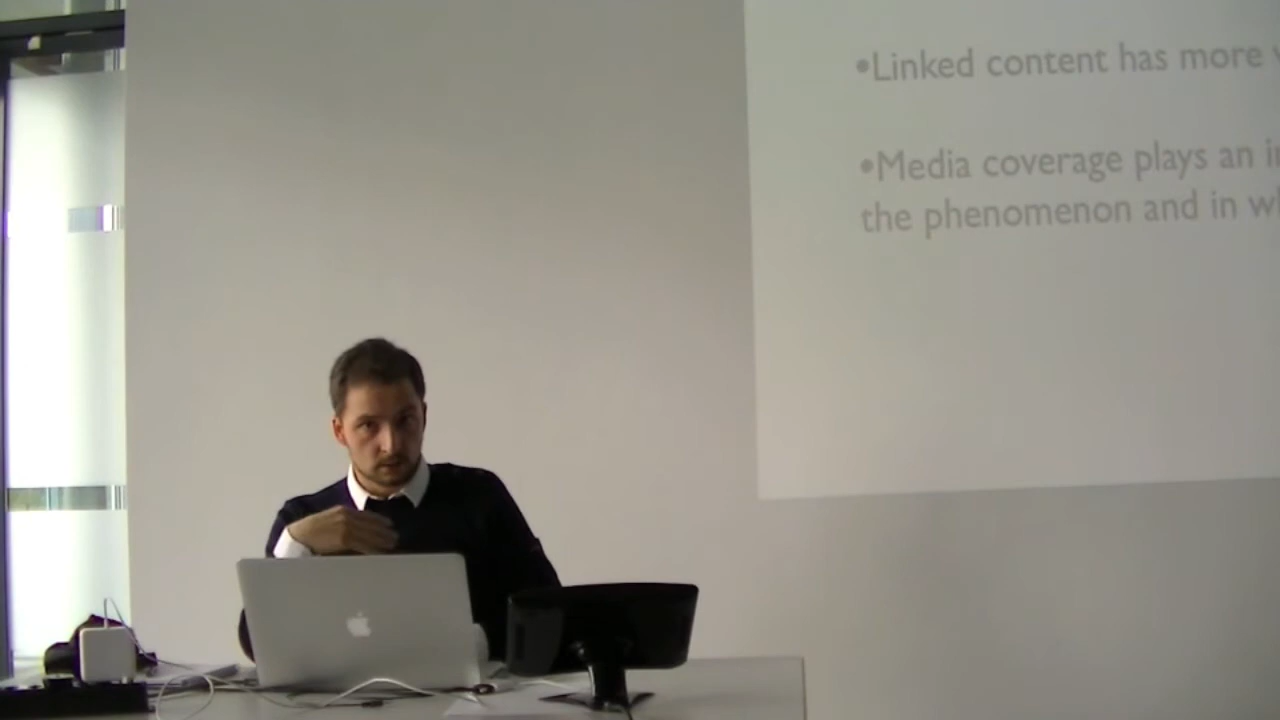 •Linked content has more
•Media coverage plays an
the phenomenon and in